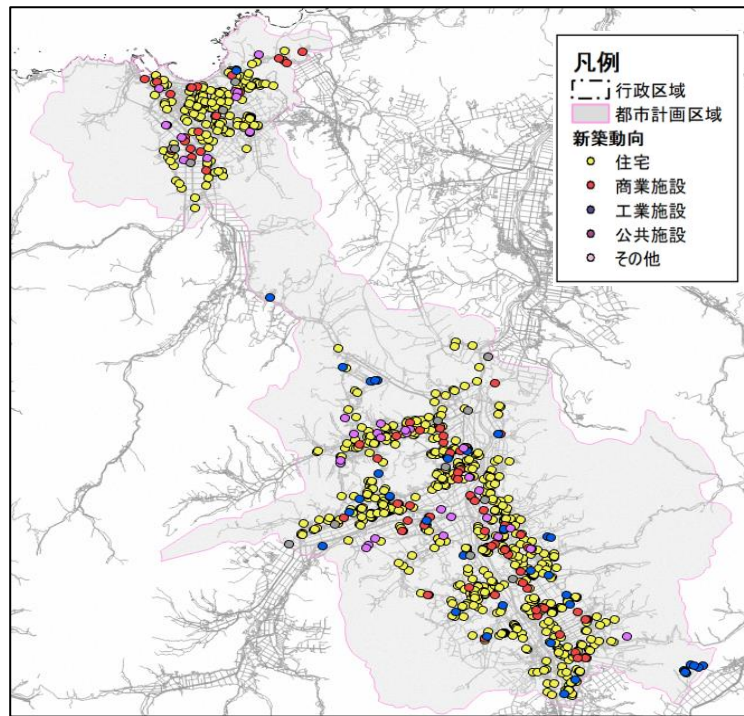 凡例
行政区域
都市計画区域
新築動向
住宅
商業施設
工業施設
公共施設
その他